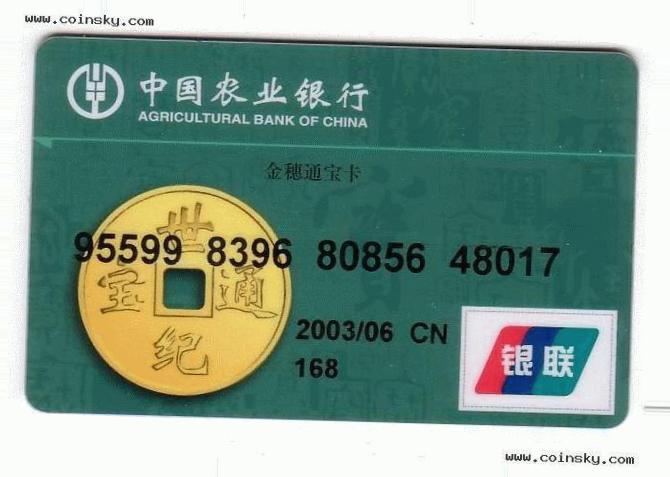 www.coinsky.com
中国农业银行
AGRICULTURAL BANK OF CHINA
金穗通宝卡
世
95599 8396 80856 48017
宝 通
纪
2003/06 CN
168
银联
www.coinsky.com